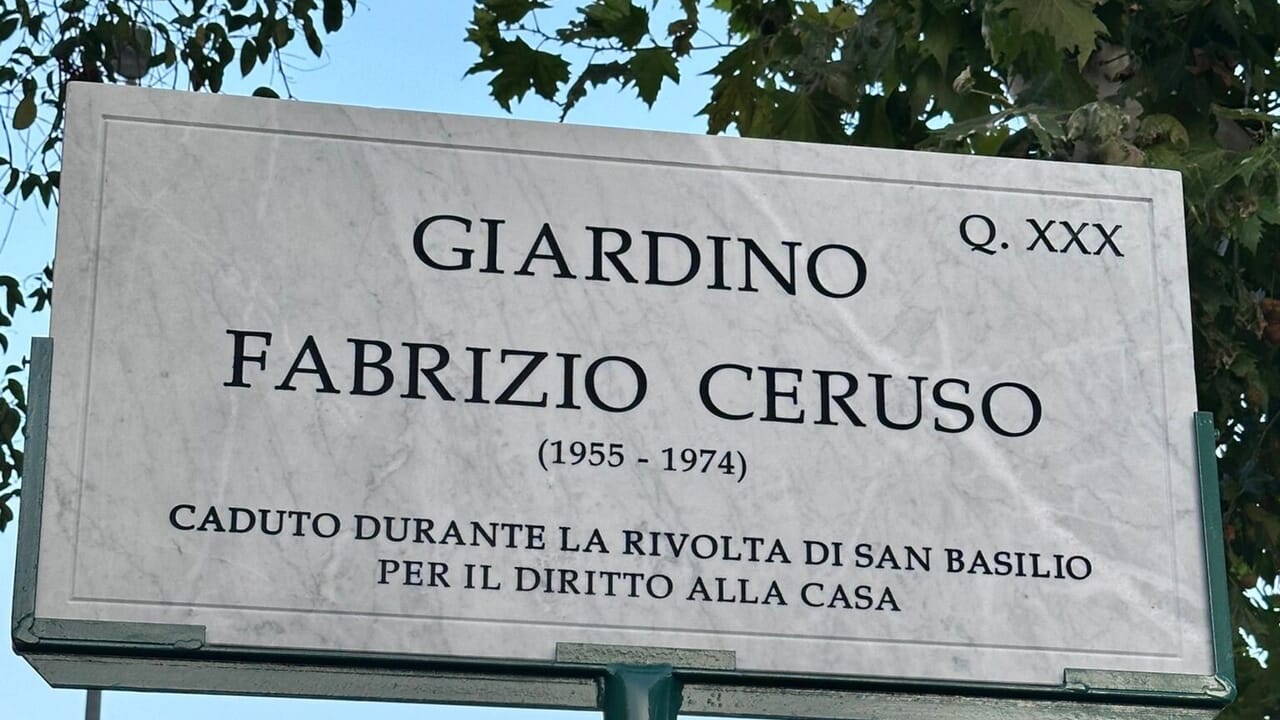 Q. XXX
GIARDINO
FABRIZIO CERUSO
(1955 - 1974)
CADUTO DURANTE LA RIVOLTA DI SAN BASILIO
PER IL DIRITTO ALLA CASA